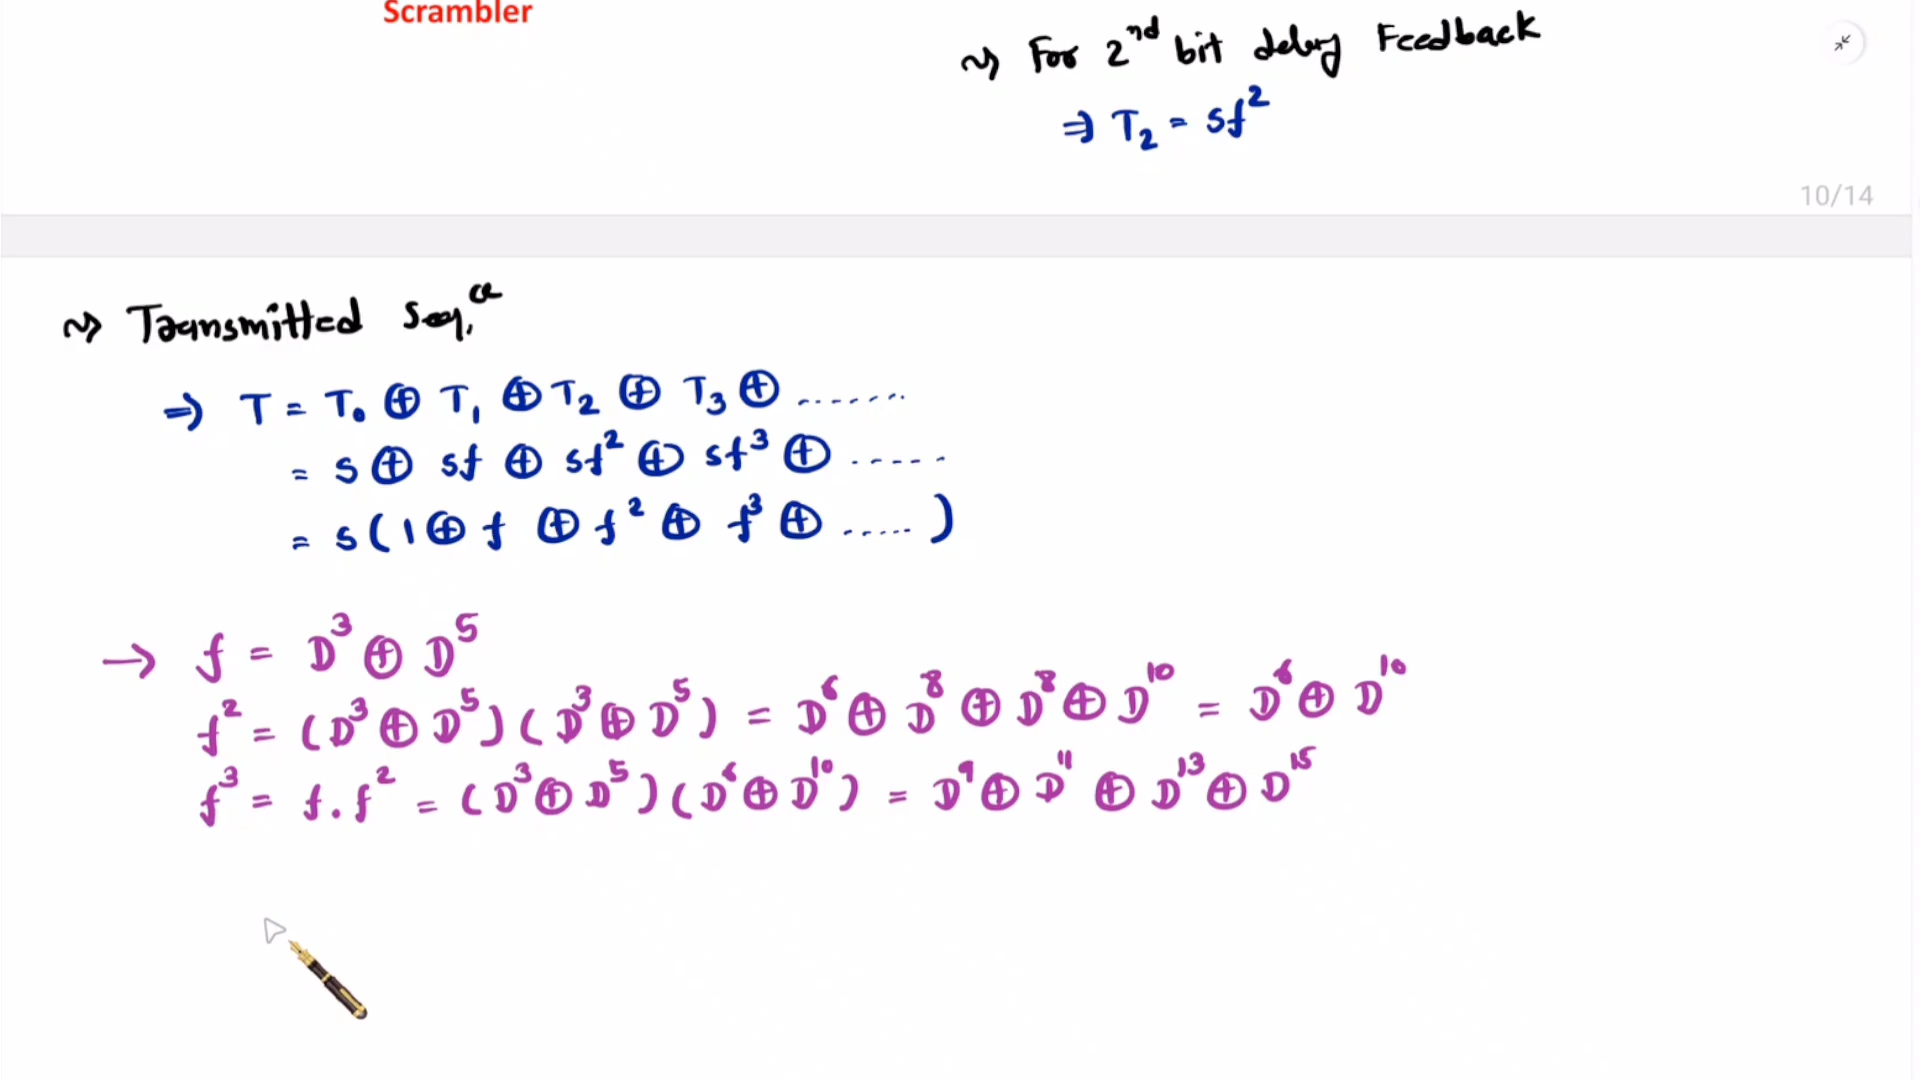 Scrambler
⇝ For 2nd bit delay Feedback
⇒ T₂ = Sf²
10/14
⇝ Transmitted Seq.ce
⇒ T = T₀ ⊕ T₁ ⊕ T₂ ⊕ T₃ ⊕ .......
= S ⊕ Sf ⊕ Sf² ⊕ Sf³ ⊕ .....
= S(1 ⊕ f ⊕ f² ⊕ f³ ⊕ .....)
→ f = D³ ⊕ D⁵
f² = (D³ ⊕ D⁵)(D³ ⊕ D⁵) = D⁶ ⊕ D⁸ ⊕ D⁸ ⊕ D¹⁰ = D⁶ ⊕ D¹⁰
f³ = f.f² = (D³ ⊕ D⁵)(D⁶ ⊕ D¹⁰) = D⁹ ⊕ D¹¹ ⊕ D¹³ ⊕ D¹⁵